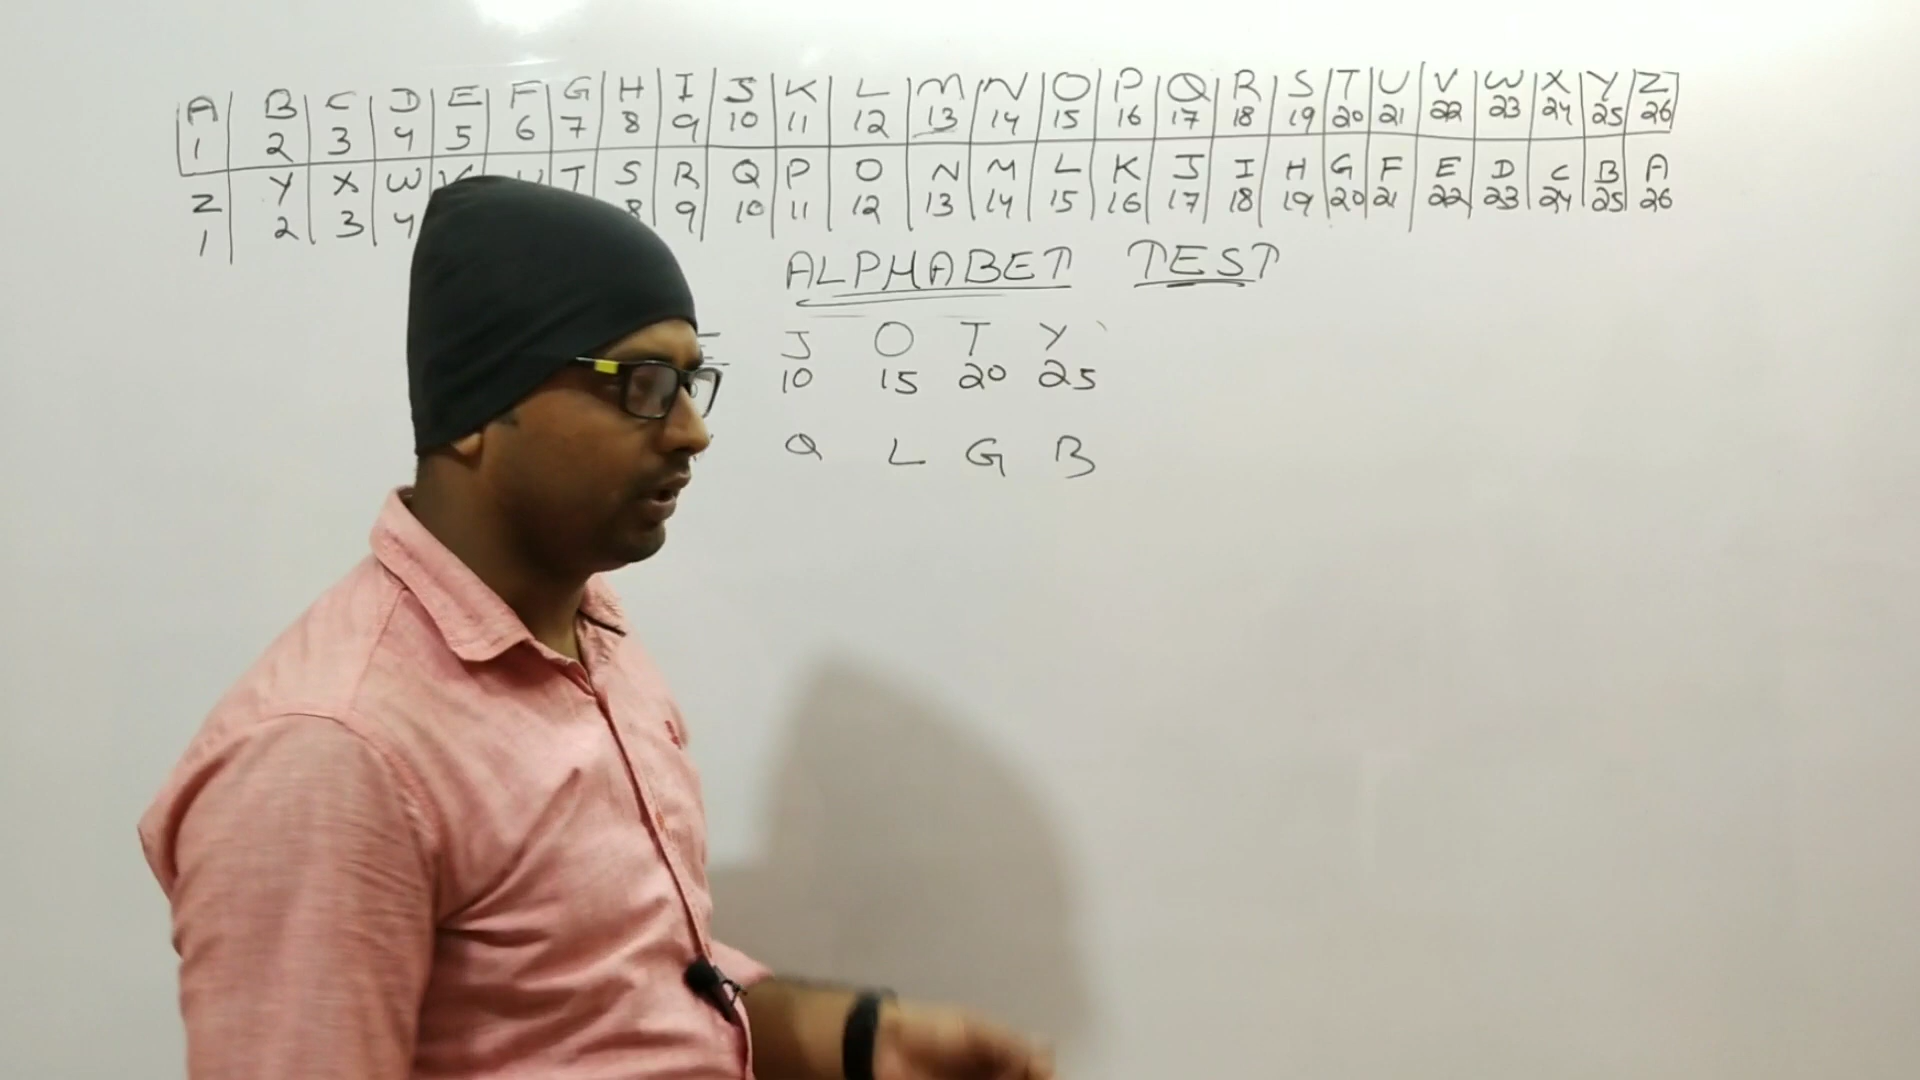 A B C D E F G H I J K L M N O P Q R S T U V W X Y Z
1 2 3 4 5 6 7 8 9 10 11 12 13 14 15 16 17 18 19 20 21 22 23 24 25 26
Z Y X W V U T S R Q P O N M L K J I H G F E D C B A
1 2 3 4 8 9 10 11 12 13 14 15 16 17 18 19 20 21 22 23 24 25 26
ALPHABET TEST
J O T Y
10 15 20 25
Q L G B